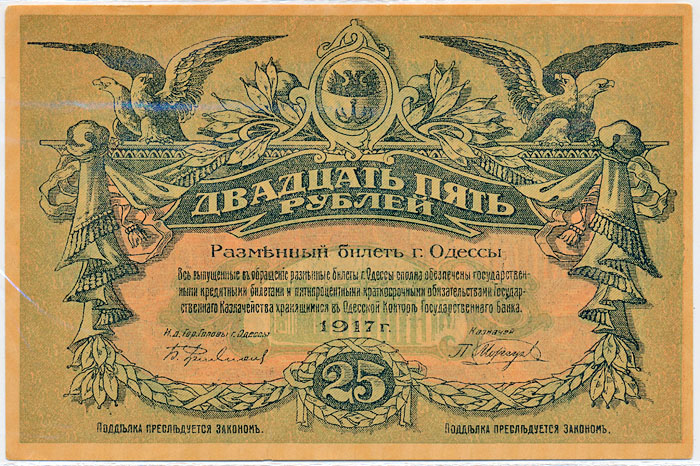 ДВАДЦАТЬ ПЯТЬ
РУБЛЕЙ
Размѣнный билетъ г. Одессы
Всѣ выпущенные въ обращенiе размѣнные билеты г. Одессы сполна обезпечены государствен-
ными кредитными билетами и пятипроцентными краткосрочными обязательствами Государ-
ственнаго Казначейства хранящимися въ Одесской Конторѣ Государственнаго Банка.
1917 г.
И. д. Гор. Головы г. Одессы
Казначей
25
Поддѣлка преслѣдуется закономъ.
Поддѣлка преслѣдуется закономъ.